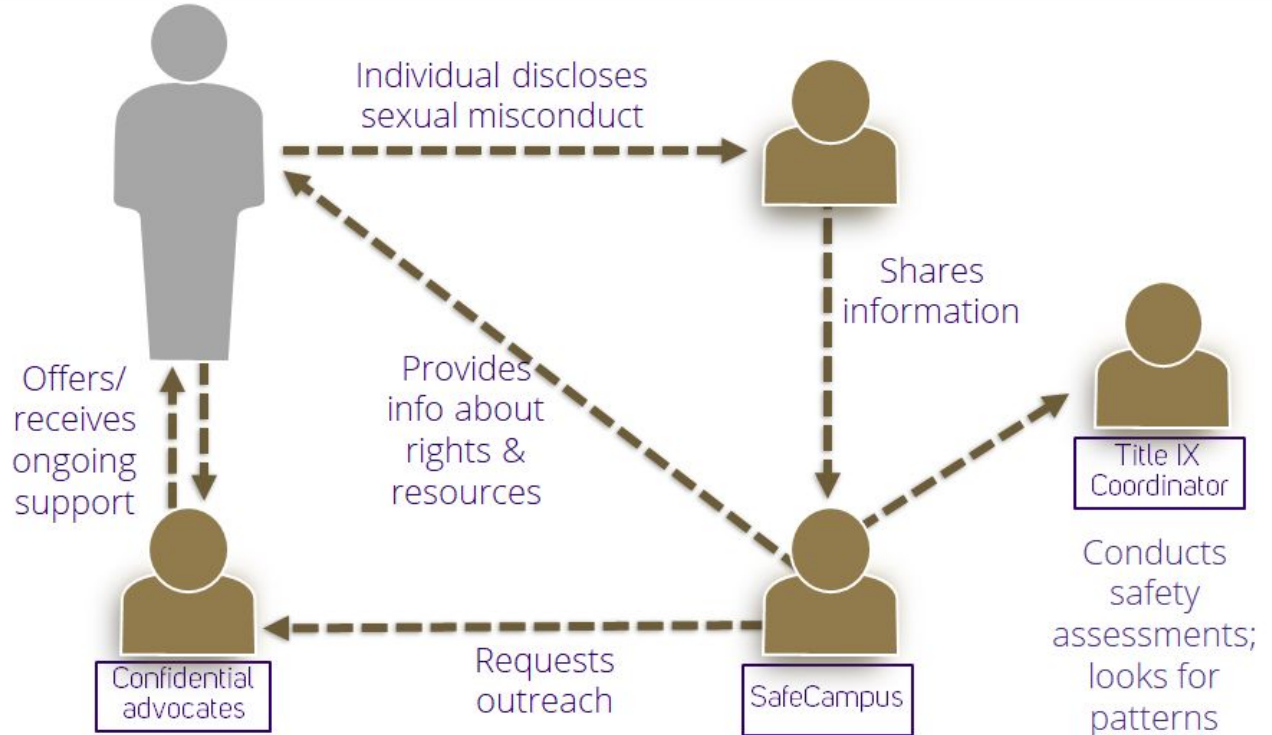 Individual discloses
sexual misconduct
Shares
information
Offers/
receives
ongoing
support
Provides
info about
rights &
resources
Title IX
Coordinator
Conducts
safety
assessments;
looks for
patterns
Confidential
advocates
Requests
outreach
SafeCampus